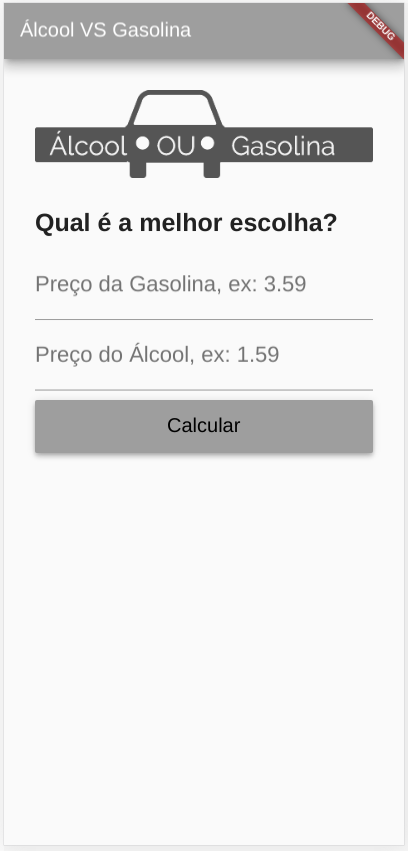 Álcool VS Gasolina
DEBUG
Álcool OU Gasolina
Qual é a melhor escolha?
Preço da Gasolina, ex: 3.59
Preço do Álcool, ex: 1.59
Calcular